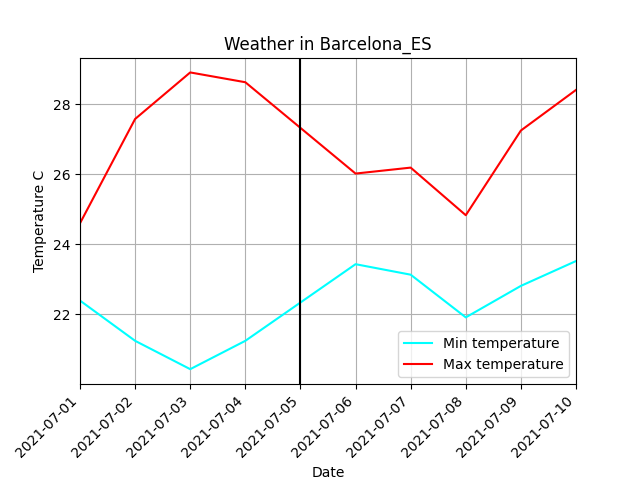 Weather in Barcelona_ES
Temperature C
28
26
24
22
Min temperature
Max temperature
2021-07-01
2021-07-02
2021-07-03
2021-07-04
2021-07-05
2021-07-06
2021-07-07
2021-07-08
2021-07-09
2021-07-10
Date